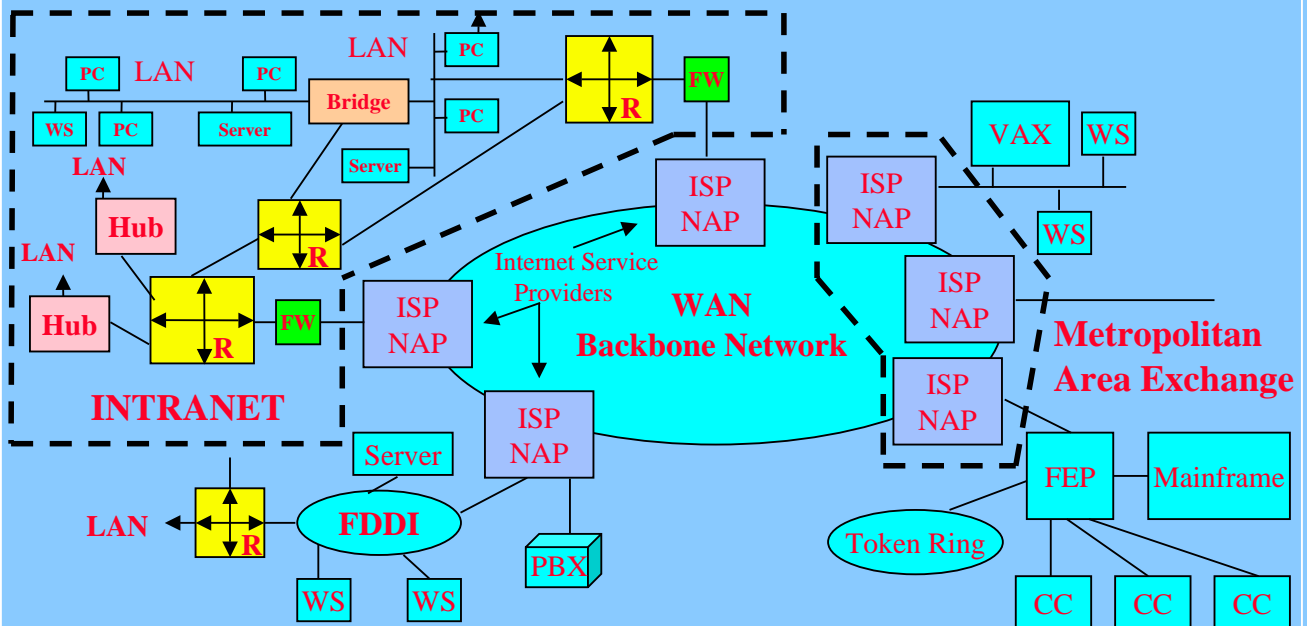 LAN
PC
PC
LAN
PC
R
FW
Bridge
WS
PC
Server
PC
Server
VAX
WS
LAN
Hub
R
ISP
NAP
ISP
NAP
WS
LAN
Hub
R
FW
ISP
NAP
Internet Service
Providers
WAN
Backbone Network
ISP
NAP
Metropolitan
Area Exchange
INTRANET
ISP
NAP
ISP
NAP
Server
FEP
Mainframe
LAN
R
FDDI
PBX
Token Ring
WS
WS
CC
CC
CC